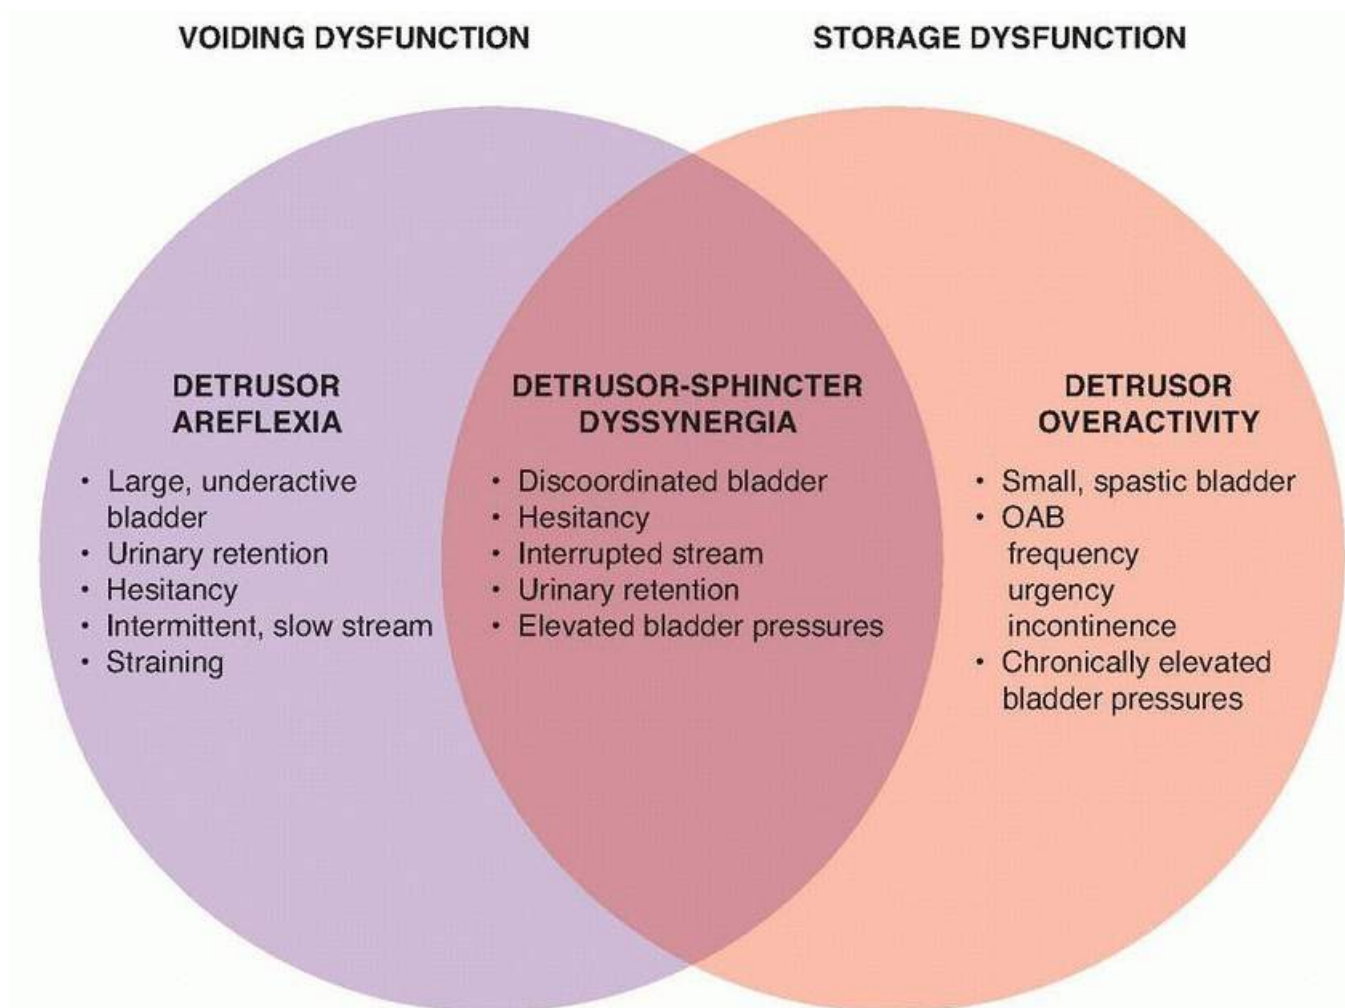 VOIDING DYSFUNCTION
STORAGE DYSFUNCTION
DETRUSOR
AREFLEXIA
• Large, underactive
bladder
• Urinary retention
• Hesitancy
• Intermittent, slow stream
• Straining
DETRUSOR-SPHINCTER
DYSSYNERGIA
• Discoordinated bladder
• Hesitancy
• Interrupted stream
• Urinary retention
• Elevated bladder pressures
DETRUSOR
OVERACTIVITY
• Small, spastic bladder
• OAB
frequency
urgency
incontinence
• Chronically elevated
bladder pressures